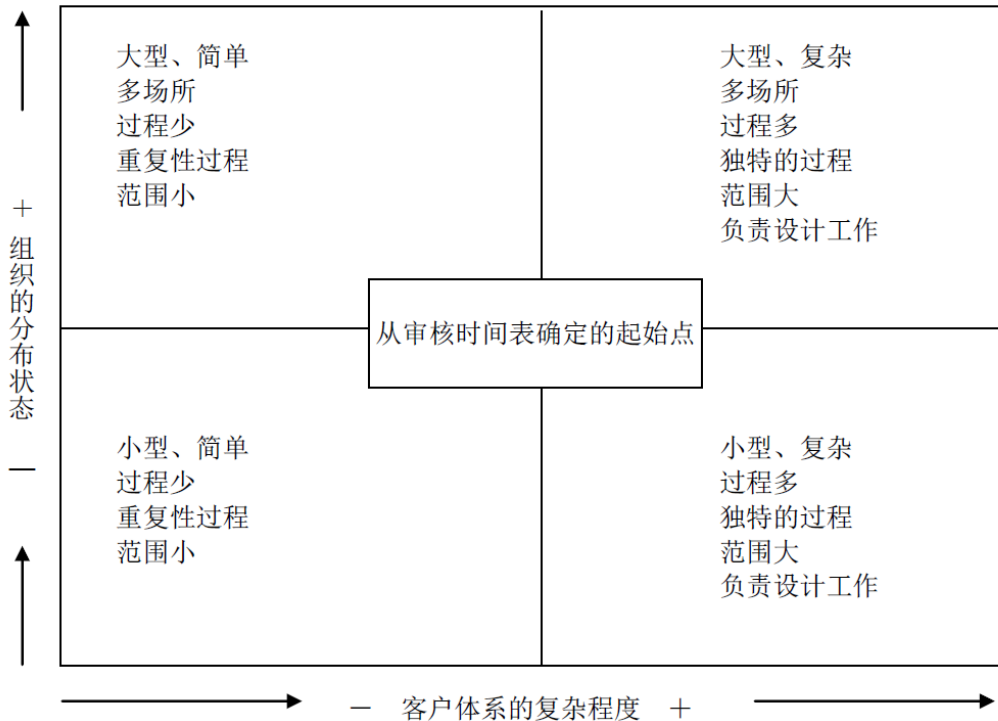 大型、简单
多场所
过程少
重复性过程
范围小
大型、复杂
多场所
过程多
独特的过程
范围大
负责设计工作
＋ 组织的分布状态 －
从审核时间表确定的起始点
小型、简单
过程少
重复性过程
范围小
小型、复杂
过程多
独特的过程
范围大
负责设计工作
－ 客户体系的复杂程度 ＋